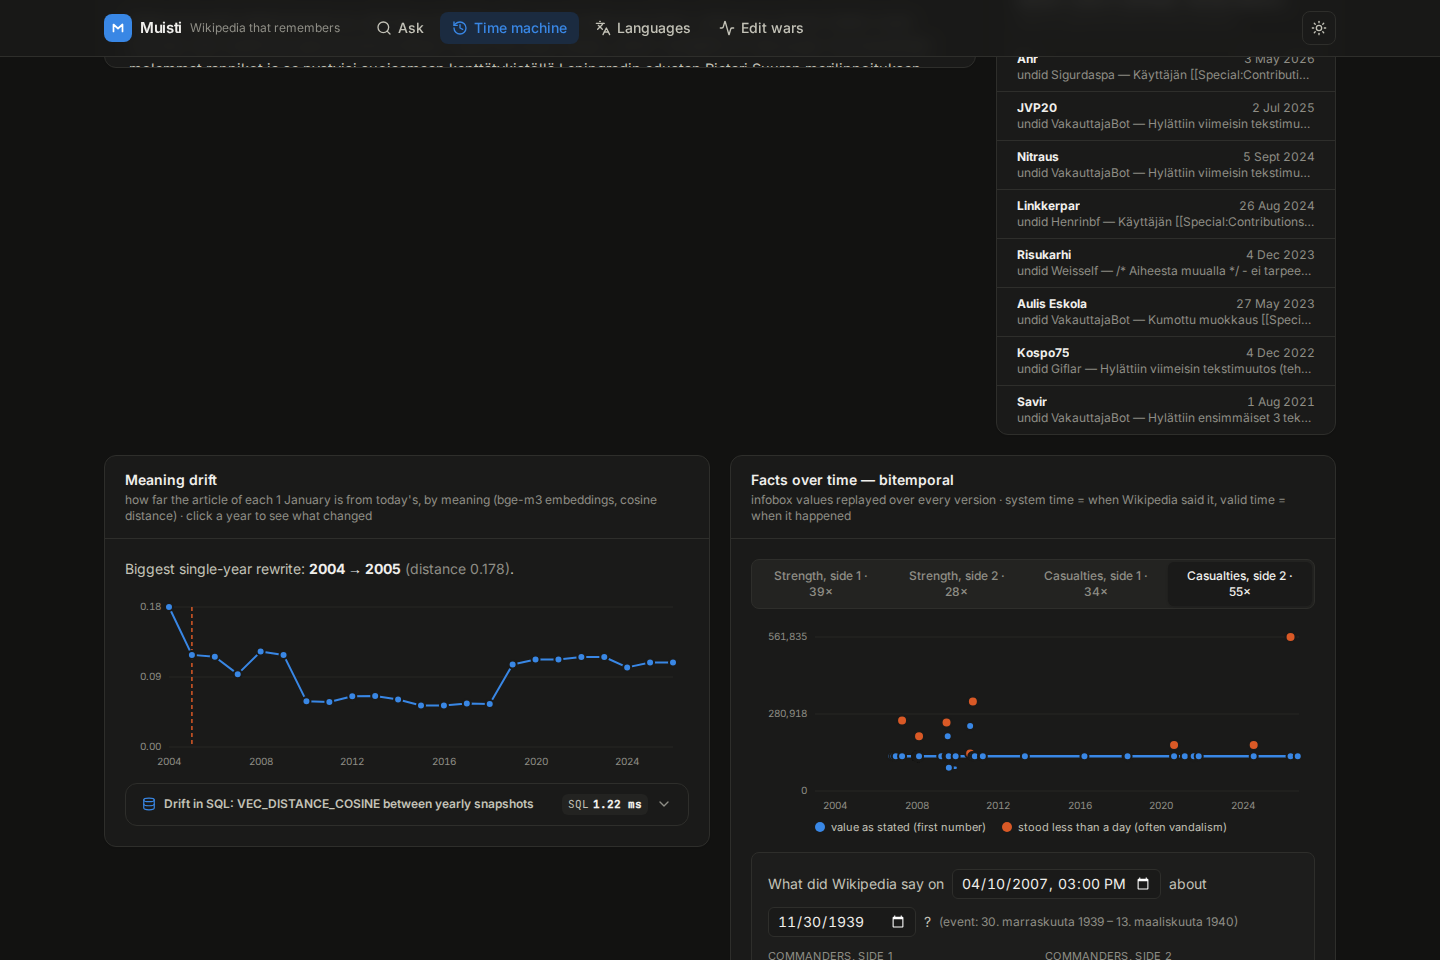 Muisti Wikipedia that remembers Ask Time machine Languages Edit wars
Ahr 3 May 2026
undid Sigurdaspa — Käyttäjän [[Special:Contributi...
JVP20 2 Jul 2025
undid VakauttajaBot — Hylättiin viimeisin tekstimu...
Nitraus 5 Sept 2024
undid VakauttajaBot — Hylättiin viimeisin tekstimu...
Linkkerpar 26 Aug 2024
undid Henrinbf — Käyttäjän [[Special:Contributions...
Risukarhi 4 Dec 2023
undid Weisself — /* Aiheesta muualla */ - ei tarpee...
Aulis Eskola 27 May 2023
undid VakauttajaBot — Kumottu muokkaus [[Speci...
Kospo75 4 Dec 2022
undid Giflar — Hylättiin viimeisin tekstimuutos (teh...
Savir 1 Aug 2021
undid VakauttajaBot — Hylättiin ensimmäiset 3 tek...
Meaning drift
how far the article of each 1 January is from today's, by meaning (bge-m3 embeddings, cosine
distance) · click a year to see what changed
Biggest single-year rewrite: 2004 → 2005 (distance 0.178).
0.18
0.09
0.00
2004 2008 2012 2016 2020 2024
Drift in SQL: VEC_DISTANCE_COSINE between yearly snapshots SQL 1.22 ms
Facts over time — bitemporal
infobox values replayed over every version · system time = when Wikipedia said it, valid time =
when it happened
Strength, side 1 · 39× Strength, side 2 · 28× Casualties, side 1 · 34× Casualties, side 2 · 55×
561,835
280,918
0
2004 2008 2012 2016 2020 2024
value as stated (first number) stood less than a day (often vandalism)
What did Wikipedia say on 04/10/2007, 03:00 PM about
11/30/1939 ? (event: 30. marraskuuta 1939 – 13. maaliskuuta 1940)
COMMANDERS, SIDE 1 COMMANDERS, SIDE 2